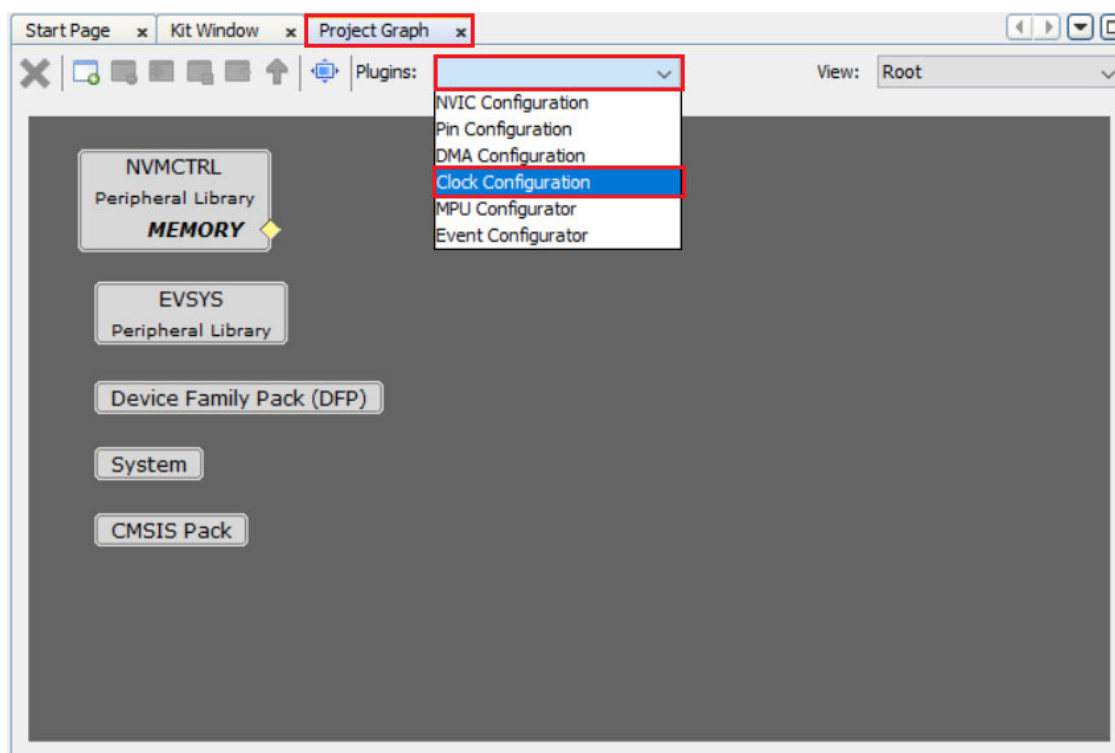 Start Page x Kit Window x Project Graph x
Plugins: View: Root
NVIC Configuration
Pin Configuration
DMA Configuration
Clock Configuration
MPU Configurator
Event Configurator
NVMCTRL
Peripheral Library
MEMORY
EVSYS
Peripheral Library
Device Family Pack (DFP)
System
CMSIS Pack